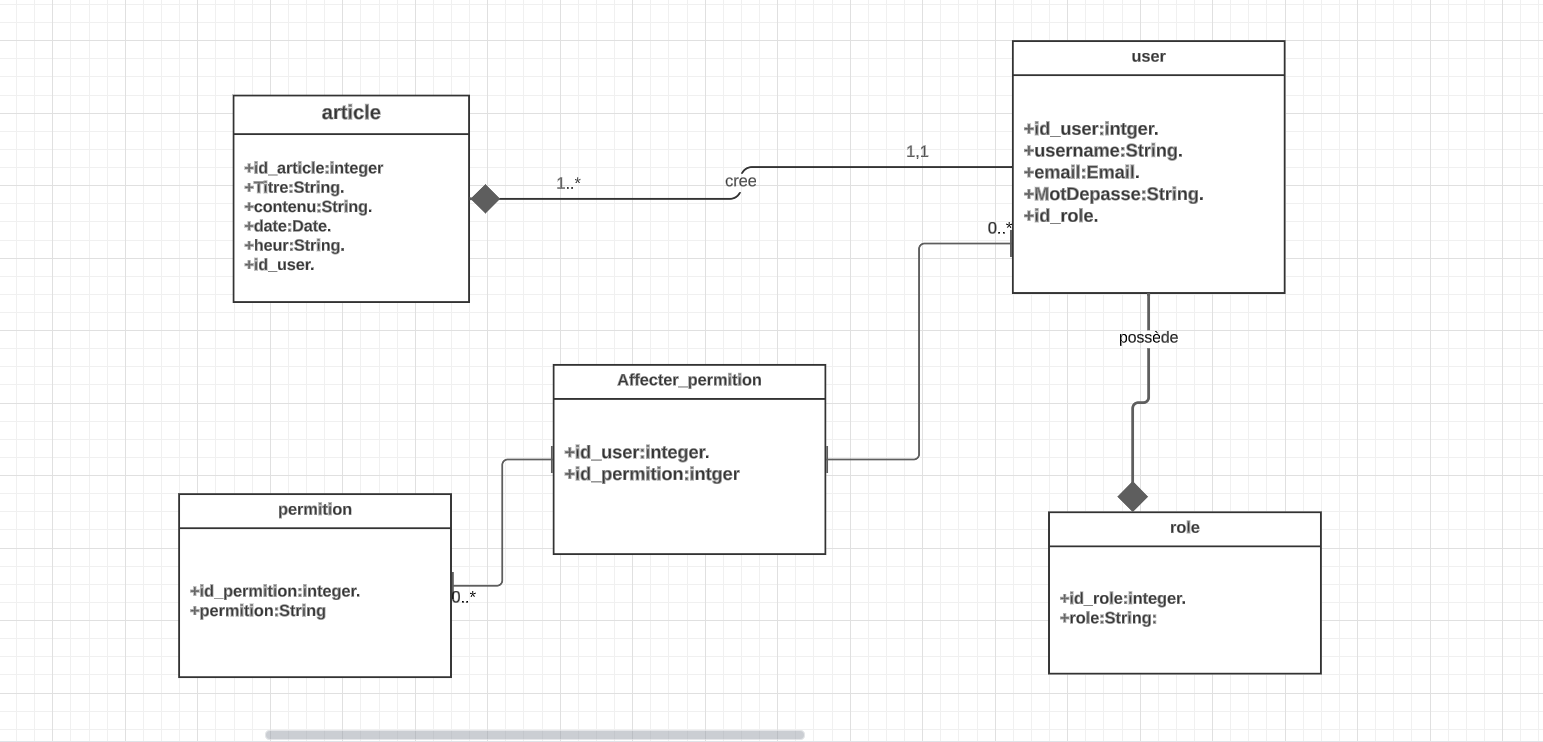 user
+id_user:intger.
+username:String.
+email:Email.
+MotDepasse:String.
+id_role.
article
+id_article:integer
+Titre:String.
+contenu:String.
+date:Date.
+heur:String.
+id_user.
1..*
cree
1,1
0..*
possède
Affecter_permition
+id_user:integer.
+id_permition:intger
permition
+id_permition:integer.
+permition:String
0..*
role
+id_role:integer.
+role:String: